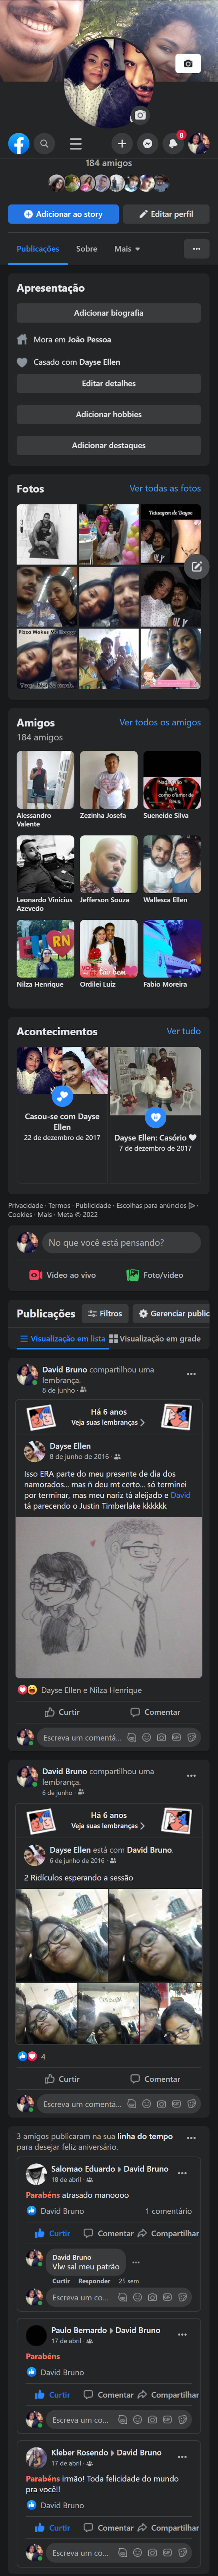 8
184 amigos
Adicionar ao story
Editar perfil
Publicações
Sobre
Mais
Apresentação
Adicionar biografia
Mora em João Pessoa
Casado com Dayse Ellen
Editar detalhes
Adicionar hobbies
Adicionar destaques
Fotos
Ver todas as fotos
Tatuagem de Dayse
Pizza Makes Me
Amigos
Ver todos os amigos
184 amigos
Alessandro Valente
Zezinha Josefa
Sueneide Silva
Leonardo Vinicius Azevedo
Jefferson Souza
Wallesca Ellen
EU
RN
Tão bem
Nilza Henrique
Ordilei Luiz
Fabio Moreira
Acontecimentos
Ver tudo
Casou-se com Dayse Ellen
22 de dezembro de 2017
Dayse Ellen: Casório 🤍
7 de dezembro de 2017
Privacidade · Termos · Publicidade · Escolhas para anúncios ·
Cookies · Mais · Meta © 2022
No que você está pensando?
Vídeo ao vivo
Foto/vídeo
Publicações
Filtros
Gerenciar public
Visualização em lista
Visualização em grade
David Bruno compartilhou uma
lembrança.
8 de junho ·
Há 6 anos
Veja suas lembranças
Dayse Ellen
8 de junho de 2016 ·
Isso ERA parte do meu presente de dia dos
namorados... mas ñ deu mt certo... só terminei
por terminar, mas meu nariz tá alejado e David
tá parecendo o Justin Timberlake kkkkkk
Dayse Ellen e Nilza Henrique
Curtir
Comentar
Escreva um comentá...
David Bruno compartilhou uma
lembrança.
6 de junho ·
Há 6 anos
Veja suas lembranças
Dayse Ellen está com David Bruno.
6 de junho de 2016 ·
2 Ridículos esperando a sessão
4
Curtir
Comentar
Escreva um comentá...
3 amigos publicaram na sua linha do tempo
para desejar feliz aniversário.
Salomao Eduardo ▸ David Bruno
18 de abril ·
Parabéns atrasado manoooo
David Bruno
1 comentário
Curtir
Comentar
Compartilhar
David Bruno
Vlw sal meu patrão
Curtir
Responder
25 sem
Escreva um co...
Paulo Bernardo ▸ David Bruno
17 de abril ·
Parabéns
David Bruno
Curtir
Comentar
Compartilhar
Escreva um co...
Kleber Rosendo ▸ David Bruno
17 de abril ·
Parabéns irmão! Toda felicidade do mundo
pra você!!
David Bruno
Curtir
Comentar
Compartilhar
Escreva um co...